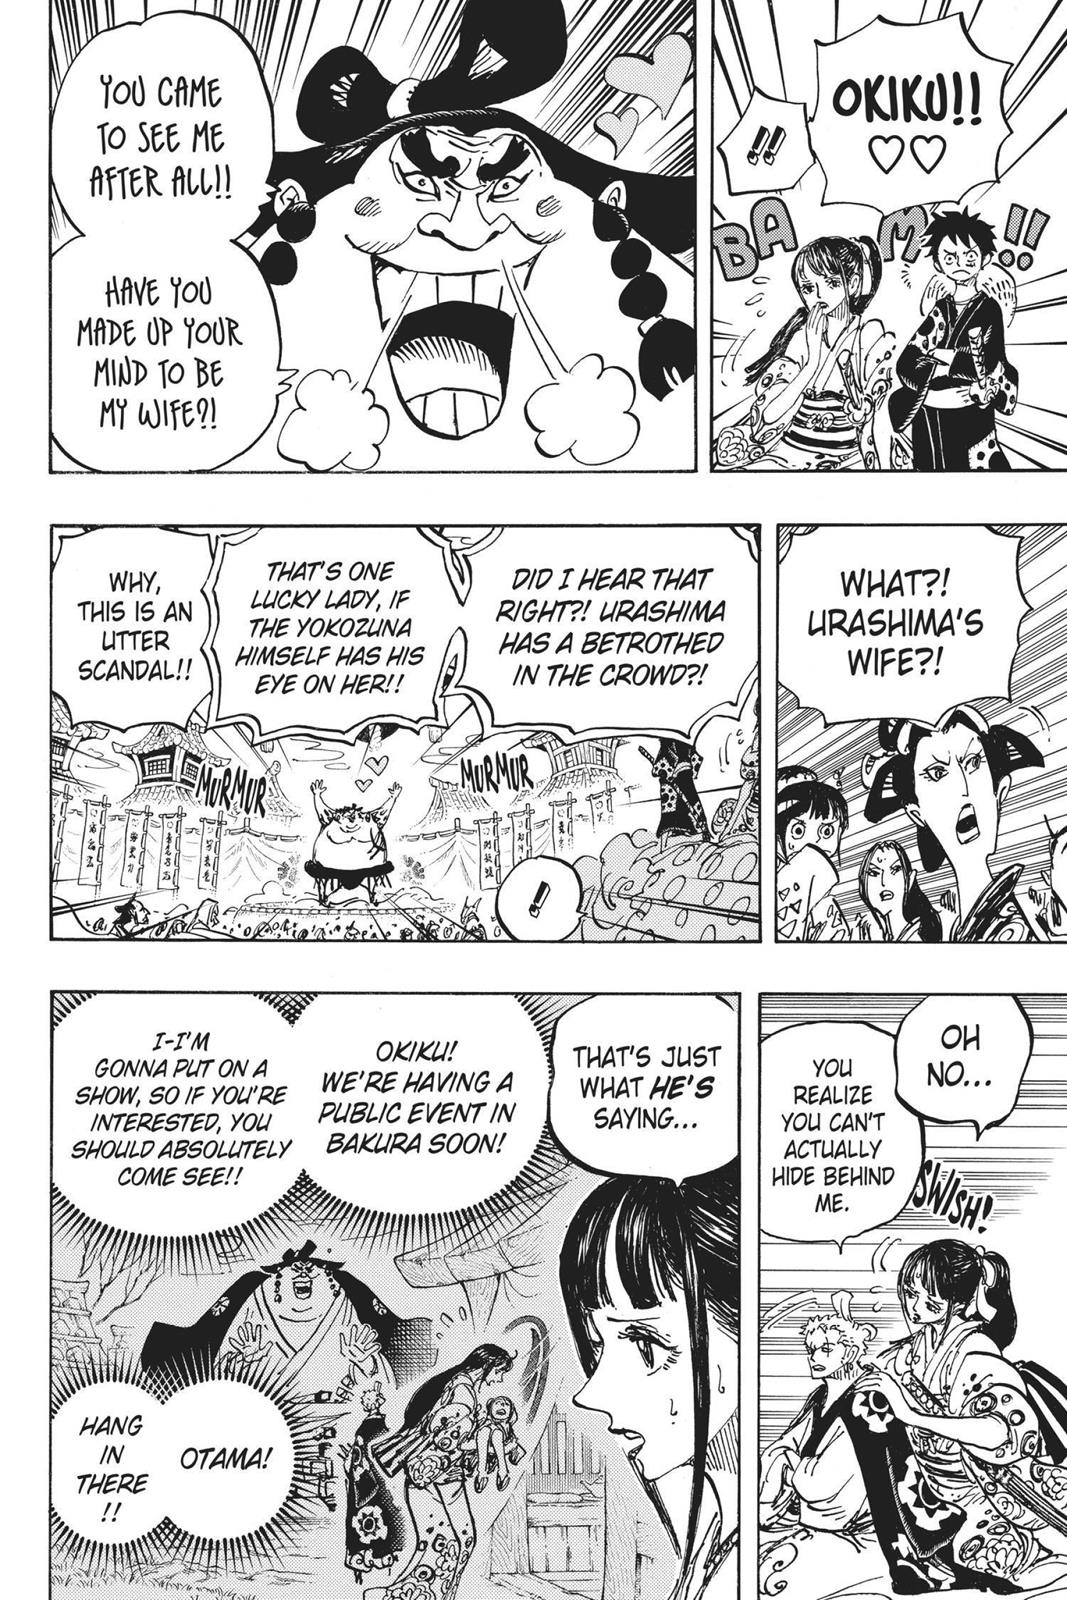 OKIKU!!
♡♡
!!
BAM!!
YOU CAME
TO SEE ME
AFTER ALL!!
HAVE YOU
MADE UP YOUR
MIND TO BE
MY WIFE?!
WHAT?!
URASHIMA'S
WIFE?!
DID I HEAR THAT
RIGHT?! URASHIMA
HAS A BETROTHED
IN THE CROWD?!
THAT'S ONE
LUCKY LADY, IF
THE YOKOZUNA
HIMSELF HAS HIS
EYE ON HER!!
WHY,
THIS IS AN
UTTER
SCANDAL!!
MURMUR
MURMUR
!!
OH
NO...
YOU
REALIZE
YOU CAN'T
ACTUALLY
HIDE BEHIND
ME.
SWISH!
THAT'S JUST
WHAT HE'S
SAYING...
OKIKU!
WE'RE HAVING A
PUBLIC EVENT IN
BAKURA SOON!
I-I'M
GONNA PUT ON A
SHOW, SO IF YOU'RE
INTERESTED, YOU
SHOULD ABSOLUTELY
COME SEE!!
OTAMA!
HANG
IN
THERE
!!